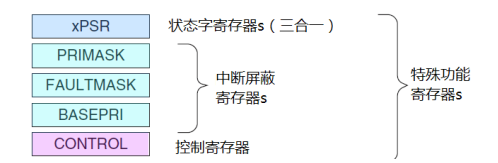 xPSR 状态字寄存器s（三合一）
PRIMASK
FAULTMASK
BASEPRI
中断屏蔽
寄存器s
CONTROL 控制寄存器
特殊功能
寄存器s